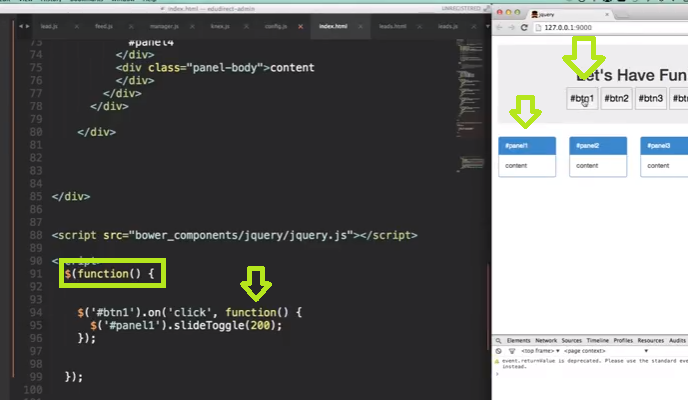 index.html — edudirect-admin
UNREGISTERED
lead.js feed.js manager.js knex.js config.js index.html leads.html leads.js
73 #panel4
74 </div>
75 <div class="panel-body">content
76 </div>
77 </div>
78 </div>
79
80 </div>
81
82
83
84
85 </div>
86
87
88 <script src="bower_components/jquery/jquery.js"></script>
89
90
91 $(function() {
92
93
94 $('#btn1').on('click', function() {
95 $('#panel1').slideToggle(200);
96 });
97
98
99 });
100
jquery
127.0.0.1:9000
Let's Have Fun
#btn1 #btn2 #btn3
#panel1 #panel2 #panel3
content content content
Elements Network Sources Timeline Profiles Resources Audits
<top frame> <page context>
event.returnValue is deprecated. Please use the standard eve
instead.